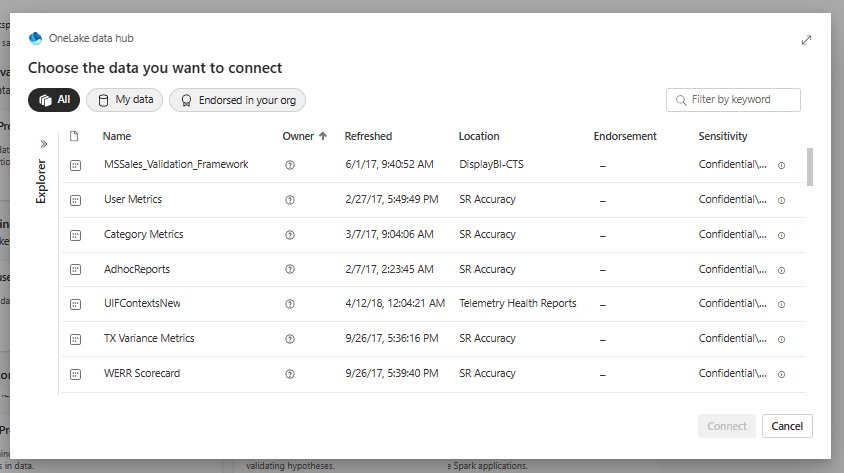 OneLake data hub
Choose the data you want to connect
All My data Endorsed in your org Filter by keyword
Explorer
Name Owner Refreshed Location Endorsement Sensitivity
MSSales_Validation_Framework 6/1/17, 9:40:52 AM DisplayBI-CTS – Confidential\...
User Metrics 2/27/17, 5:49:49 PM SR Accuracy – Confidential\...
Category Metrics 3/7/17, 9:04:06 AM SR Accuracy – Confidential\...
AdhocReports 2/7/17, 2:23:45 AM SR Accuracy – Confidential\...
UIFContextsNew 4/12/18, 12:04:21 AM Telemetry Health Reports – Confidential\...
TX Variance Metrics 9/26/17, 5:36:16 PM SR Accuracy – Confidential\...
WERR Scorecard 9/26/17, 5:39:40 PM SR Accuracy – Confidential\...
Connect Cancel
s in data. validating hypotheses. e Spark applications.